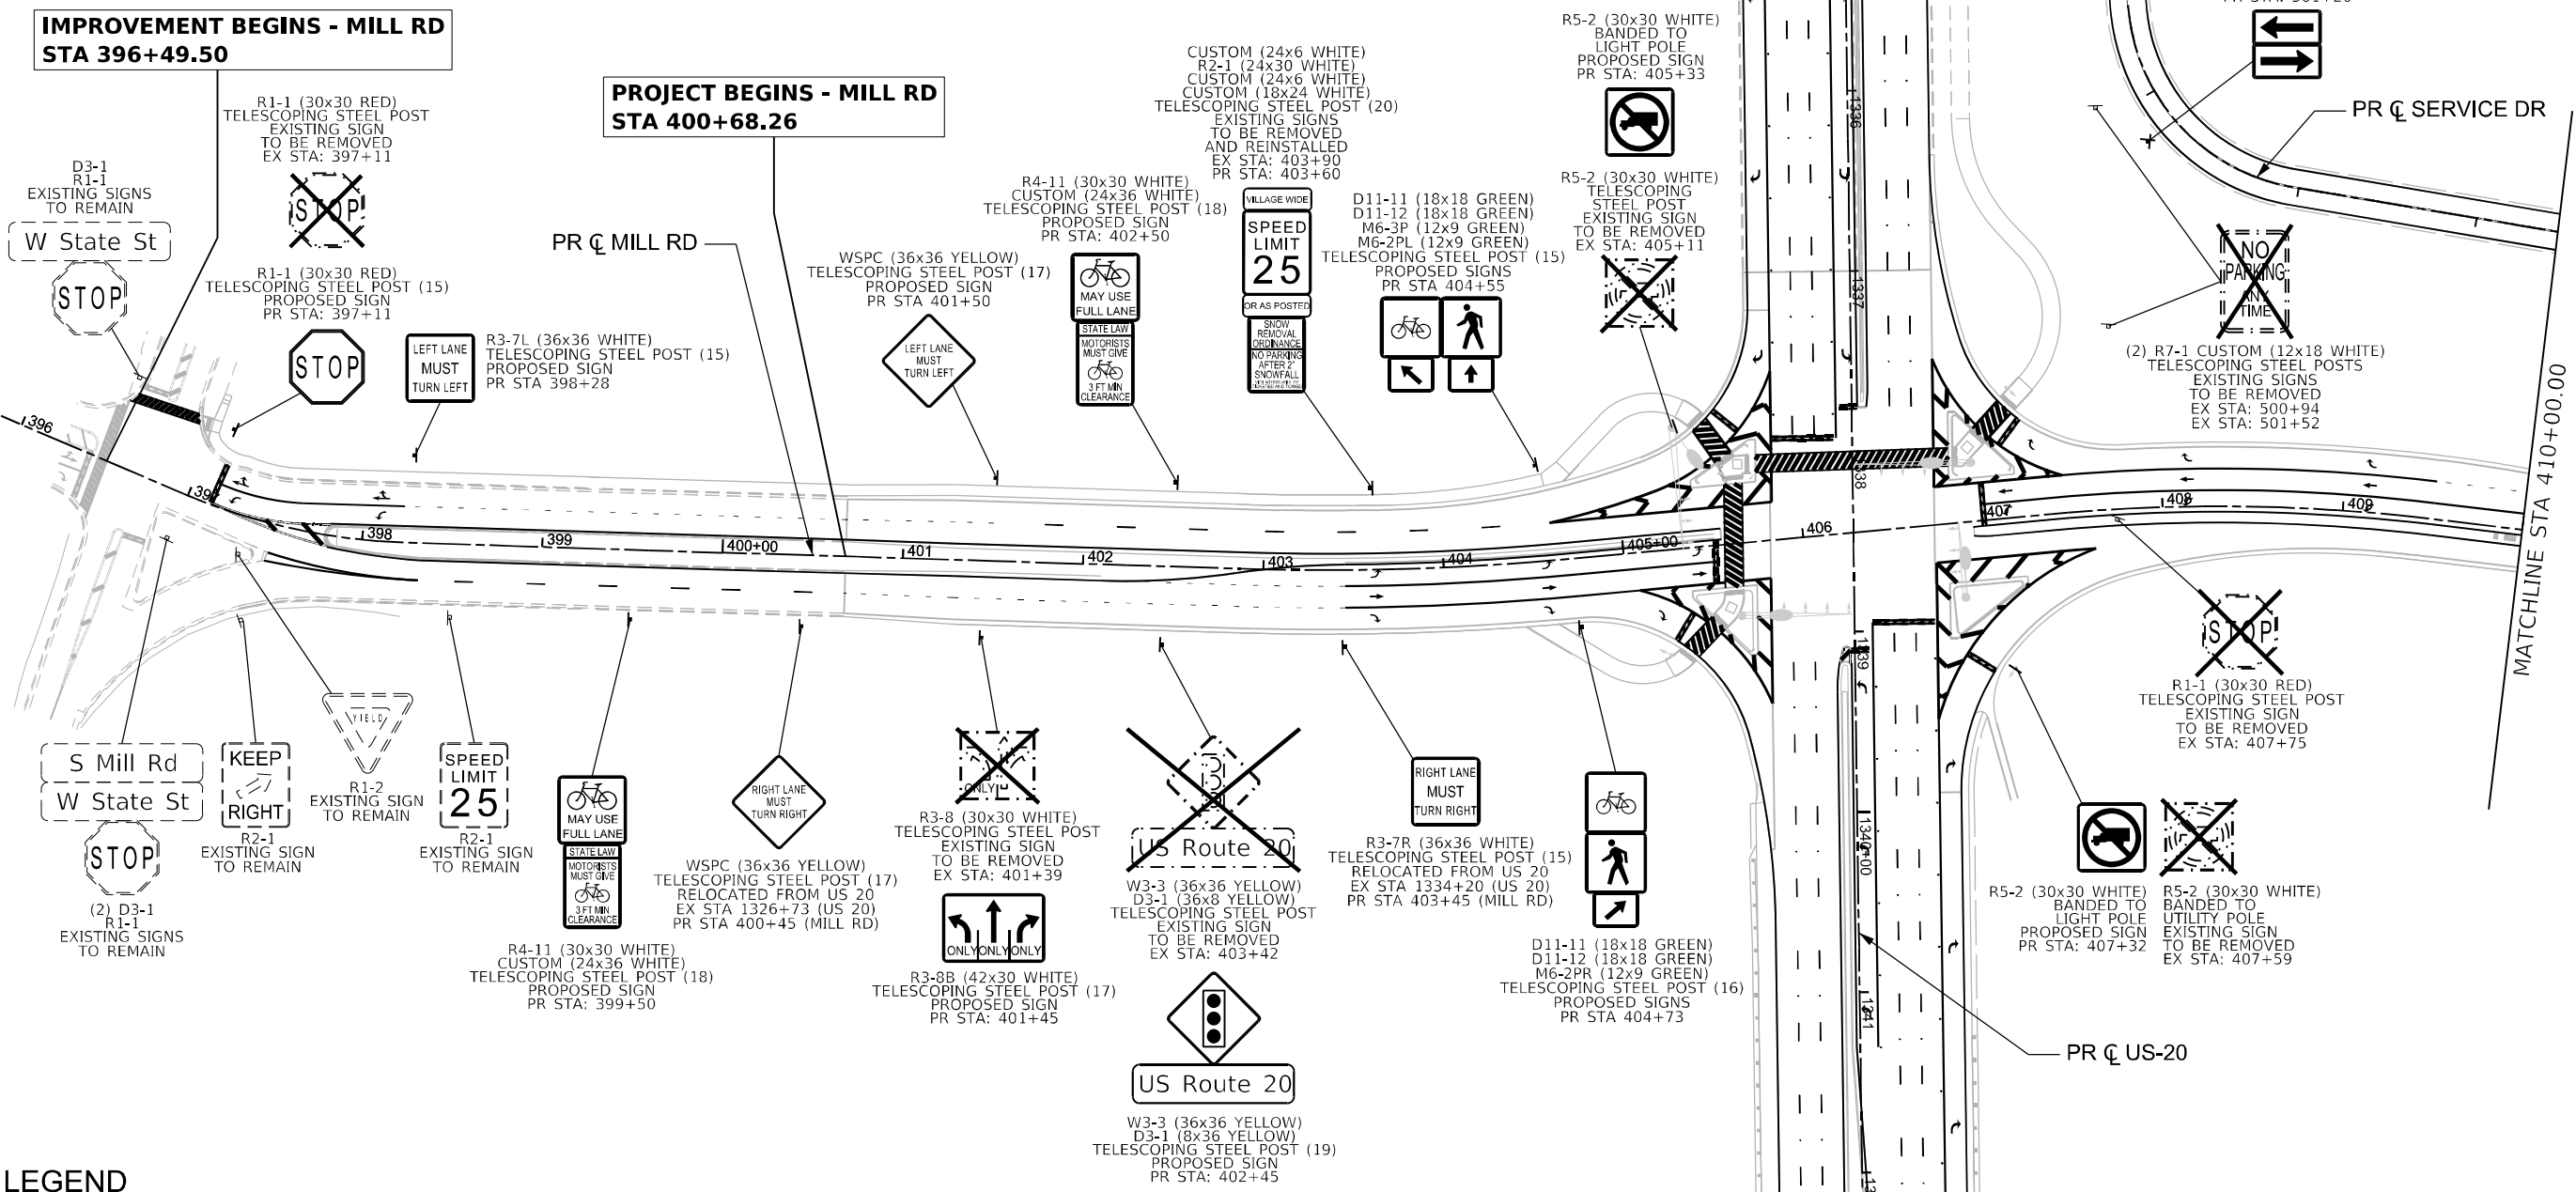 IMPROVEMENT BEGINS - MILL RD
STA 396+49.50
R1-1 (30x30 RED)
TELESCOPING STEEL POST
EXISTING SIGN
TO BE REMOVED
EX STA: 397+11
STOP
D3-1
R1-1
EXISTING SIGNS
TO REMAIN
W State St
STOP
R1-1 (30x30 RED)
TELESCOPING STEEL POST (15)
PROPOSED SIGN
PR STA: 397+11
STOP
LEFT LANE
MUST
TURN LEFT
R3-7L (36x36 WHITE)
TELESCOPING STEEL POST (15)
PROPOSED SIGN
PR STA 398+28
PROJECT BEGINS - MILL RD
STA 400+68.26
PR ℄ MILL RD
WSPC (36x36 YELLOW)
TELESCOPING STEEL POST (17)
PROPOSED SIGN
PR STA 401+50
LEFT LANE
MUST
TURN LEFT
R4-11 (30x30 WHITE)
CUSTOM (24x36 WHITE)
TELESCOPING STEEL POST (18)
PROPOSED SIGN
PR STA: 402+50
MAY USE
FULL LANE
STATE LAW
MOTORISTS
MUST GIVE
3 FT MIN
CLEARANCE
CUSTOM (24x6 WHITE)
R2-1 (24x30 WHITE)
CUSTOM (24x6 WHITE)
CUSTOM (18x24 WHITE)
TELESCOPING STEEL POST (20)
EXISTING SIGNS
TO BE REMOVED
AND REINSTALLED
EX STA: 403+90
PR STA: 403+60
VILLAGE WIDE
SPEED
LIMIT
25
OR AS POSTED
SNOW
REMOVAL
ORDINANCE
NO PARKING
AFTER 2"
SNOWFALL
D11-11 (18x18 GREEN)
D11-12 (18x18 GREEN)
M6-3P (12x9 GREEN)
M6-2PL (12x9 GREEN)
TELESCOPING STEEL POST (15)
PROPOSED SIGNS
PR STA 404+55
R5-2 (30x30 WHITE)
BANDED TO
LIGHT POLE
PROPOSED SIGN
PR STA: 405+33
R5-2 (30x30 WHITE)
TELESCOPING
STEEL POST
EXISTING SIGN
TO BE REMOVED
EX STA: 405+11
PR ℄ SERVICE DR
NO
PARKING
ANY
TIME
(2) R7-1 CUSTOM (12x18 WHITE)
TELESCOPING STEEL POSTS
EXISTING SIGNS
TO BE REMOVED
EX STA: 500+94
EX STA: 501+52
MATCHLINE STA 410+00.00
396
397
398
399
400+00
401
402
403
404
405+00
406
407
408
409
1336
1337
1338
1339
1340+00
1341
S Mill Rd
W State St
STOP
(2) D3-1
R1-1
EXISTING SIGNS
TO REMAIN
KEEP
RIGHT
R2-1
EXISTING SIGN
TO REMAIN
YIELD
R1-2
EXISTING SIGN
TO REMAIN
SPEED
LIMIT
25
R2-1
EXISTING SIGN
TO REMAIN
MAY USE
FULL LANE
STATE LAW
MOTORISTS
MUST GIVE
3 FT MIN
CLEARANCE
R4-11 (30x30 WHITE)
CUSTOM (24x36 WHITE)
TELESCOPING STEEL POST (18)
PROPOSED SIGN
PR STA: 399+50
RIGHT LANE
MUST
TURN RIGHT
WSPC (36x36 YELLOW)
TELESCOPING STEEL POST (17)
RELOCATED FROM US 20
EX STA 1326+73 (US 20)
PR STA 400+45 (MILL RD)
ONLY
R3-8 (30x30 WHITE)
TELESCOPING STEEL POST
EXISTING SIGN
TO BE REMOVED
EX STA: 401+39
ONLY ONLY ONLY
R3-8B (42x30 WHITE)
TELESCOPING STEEL POST (17)
PROPOSED SIGN
PR STA: 401+45
US Route 20
W3-3 (36x36 YELLOW)
D3-1 (36x8 YELLOW)
TELESCOPING STEEL POST
EXISTING SIGN
TO BE REMOVED
EX STA: 403+42
US Route 20
W3-3 (36x36 YELLOW)
D3-1 (8x36 YELLOW)
TELESCOPING STEEL POST (19)
PROPOSED SIGN
PR STA: 402+45
RIGHT LANE
MUST
TURN RIGHT
R3-7R (36x36 WHITE)
TELESCOPING STEEL POST (15)
RELOCATED FROM US 20
EX STA 1334+20 (US 20)
PR STA 403+45 (MILL RD)
D11-11 (18x18 GREEN)
D11-12 (18x18 GREEN)
M6-2PR (12x9 GREEN)
TELESCOPING STEEL POST (16)
PROPOSED SIGNS
PR STA 404+73
STOP
R1-1 (30x30 RED)
TELESCOPING STEEL POST
EXISTING SIGN
TO BE REMOVED
EX STA: 407+75
R5-2 (30x30 WHITE)
BANDED TO
LIGHT POLE
PROPOSED SIGN
PR STA: 407+32
R5-2 (30x30 WHITE)
BANDED TO
UTILITY POLE
EXISTING SIGN
TO BE REMOVED
EX STA: 407+59
PR ℄ US-20
LEGEND